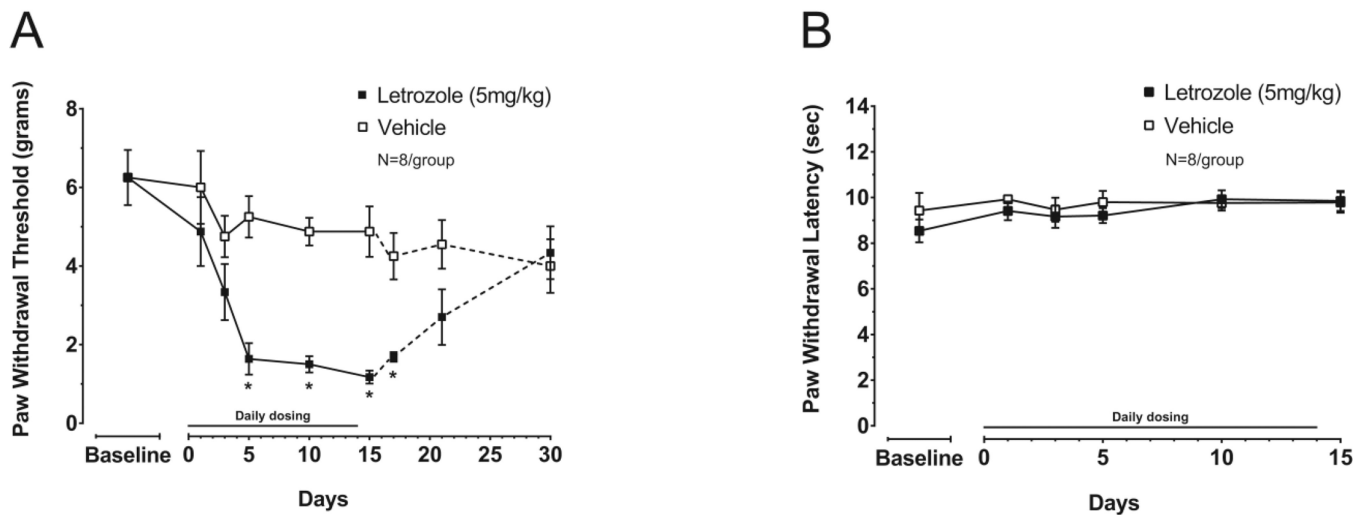 A
Paw Withdrawal Threshold (grams)
Letrozole (5mg/kg)
Vehicle
N=8/group
8
6
4
2
0
* * * *
Daily dosing
Baseline 0 5 10 15 20 25 30
Days
B
Paw Withdrawal Latency (sec)
Letrozole (5mg/kg)
Vehicle
N=8/group
14
12
10
8
6
4
2
0
Daily dosing
Baseline 0 5 10 15
Days